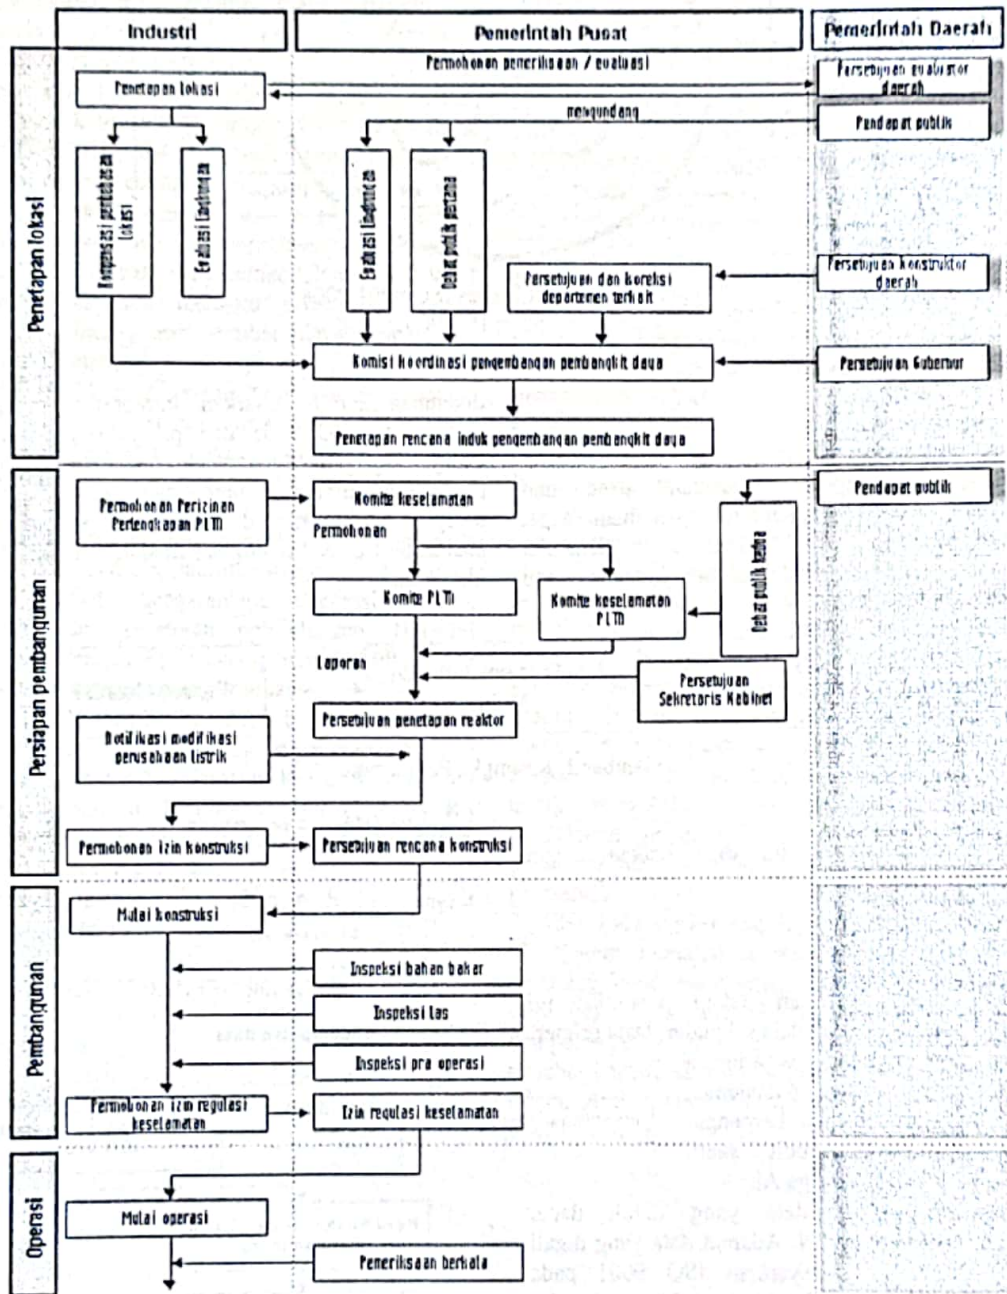 Industri
Pemerintah Pusat
Pemerintah Daerah
Penetapan lokasi
Permohonan pemeriksaan / evaluasi
Penetapan lokasi
Persetujuan evaluator
daerah
mengundang
Pendapat publik
Kompensasi pembebasan
lokasi
Evaluasi lingkungan
Evaluasi lingkungan
Debat publik pertama
Persetujuan dan koreksi
departemen terkait
Persetujuan konstruktor
daerah
Komisi koordinasi pengembangan pembangkit daya
Persetujuan Gubernur
Penetapan rencana induk pengembangan pembangkit daya
Persiapan pembangunan
Permohonan Perizinan
Perlengkapan PLTN
Komite keselamatan
Pendapat publik
Permohonan
Debat publik kedua
Komite PLTN
Komite keselamatan
PLTN
Laporan
Persetujuan
Sekretaris Kabinet
Persetujuan penetapan reaktor
Notifikasi modifikasi
perusahaan listrik
Permohonan izin konstruksi
Persetujuan rencana konstruksi
Pembangunan
Mulai konstruksi
Inspeksi bahan bakar
Inspeksi las
Inspeksi pra operasi
Permohonan izin regulasi
keselamatan
Izin regulasi keselamatan
Operasi
Mulai operasi
Pemeriksaan berkala